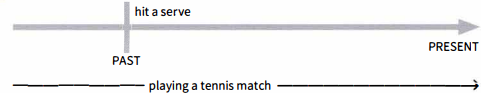 hit a serve
PRESENT
PAST
playing a tennis match